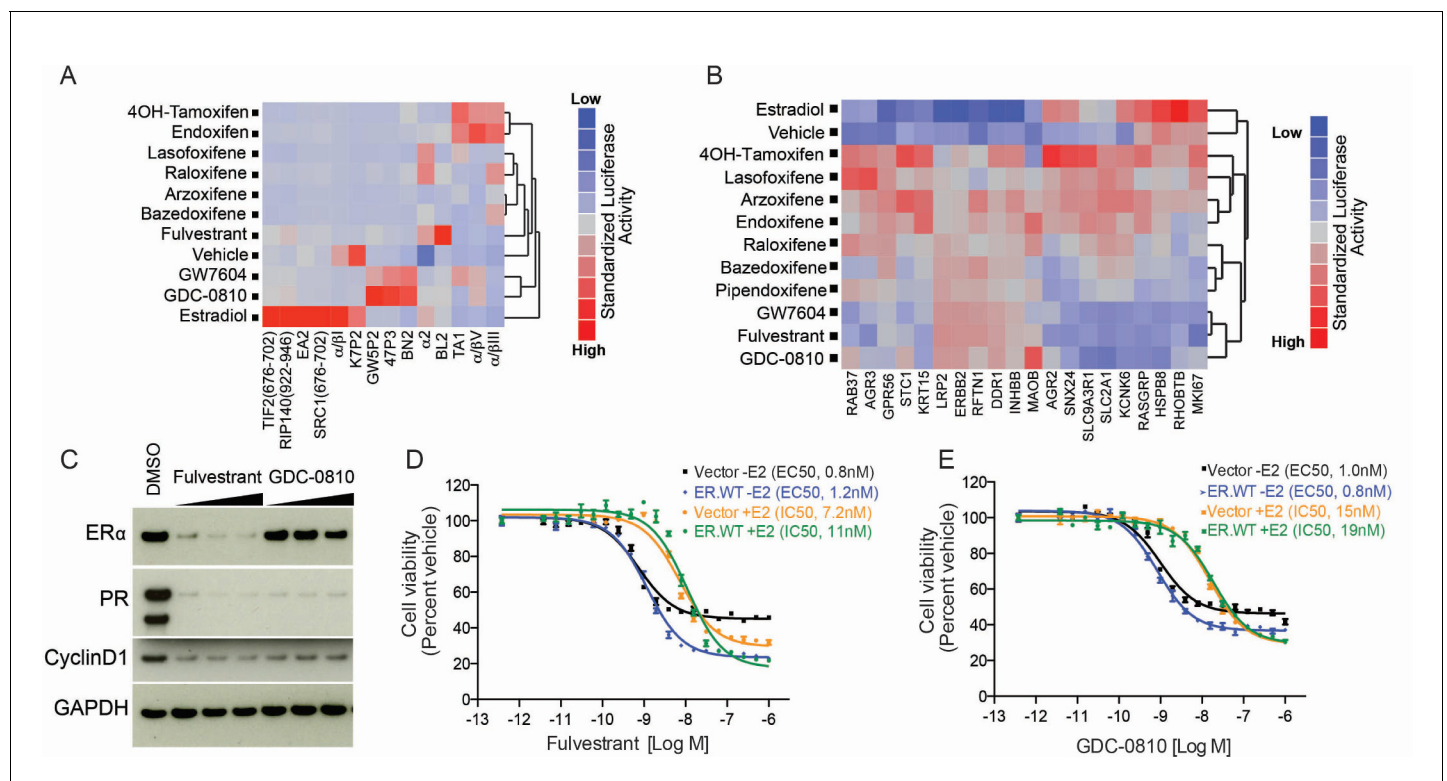 A
4OH-Tamoxifen
Endoxifen
Lasofoxifene
Raloxifene
Arzoxifene
Bazedoxifene
Fulvestrant
Vehicle
GW7604
GDC-0810
Estradiol
TIF2(676-702)
RIP140(922-946)
EA2
SRC1(676-702)
α/βI
K7P2
GW5P2
47P3
BN2
α2
BL2
TA1
α/βV
α/βIII
Low
Standardized Luciferase
Activity
High
B
Estradiol
Vehicle
4OH-Tamoxifen
Lasofoxifene
Arzoxifene
Endoxifene
Raloxifene
Bazedoxifene
Pipendoxifene
GW7604
Fulvestrant
GDC-0810
RAB37
AGR3
GPR56
STC1
KRT15
LRP2
ERBB2
RFTN1
DDR1
INHBB
MAOB
AGR2
SNX24
SLC9A3R1
SLC2A1
KCNK6
RASGRP
HSPB8
RHOBTB
MKI67
Low
Standardized Luciferase
Activity
High
C
DMSO
Fulvestrant GDC-0810
ERα
PR
CyclinD1
GAPDH
D
Vector -E2 (EC50, 0.8nM)
ER.WT -E2 (EC50, 1.2nM)
Vector +E2 (IC50, 7.2nM)
ER.WT +E2 (IC50, 11nM)
Cell viability
(Percent vehicle)
120
100
80
60
40
20
0
-13 -12 -11 -10 -9 -8 -7 -6
Fulvestrant [Log M]
E
Vector -E2 (EC50, 1.0nM)
ER.WT -E2 (EC50, 0.8nM)
Vector +E2 (IC50, 15nM)
ER.WT +E2 (IC50, 19nM)
Cell viability
(Percent vehicle)
120
100
80
60
40
20
0
-13 -12 -11 -10 -9 -8 -7 -6 -5
GDC-0810 [Log M]